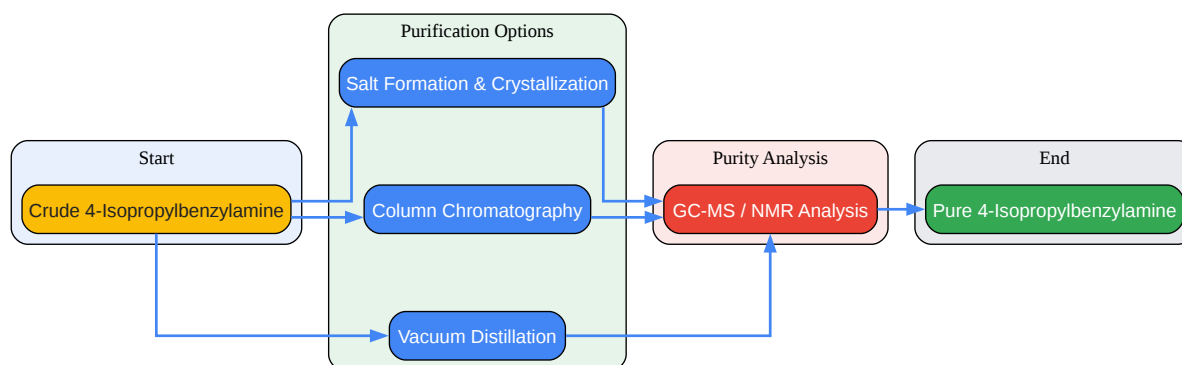 Purification Options
Salt Formation & Crystallization
Start
Crude 4-Isopropylbenzylamine
Column Chromatography
Purity Analysis
GC-MS / NMR Analysis
End
Pure 4-Isopropylbenzylamine
Vacuum Distillation